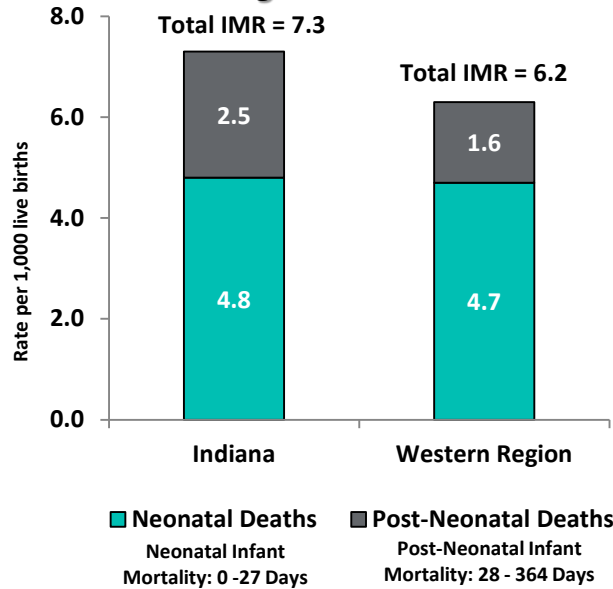 8.0
Total IMR = 7.3
Total IMR = 6.2
6.0
4.0
2.0
0.0
Rate per 1,000 live births
2.5
1.6
4.8
4.7
Indiana
Western Region
Neonatal Deaths
Post-Neonatal Deaths
Neonatal Infant
Mortality: 0 -27 Days
Post-Neonatal Infant
Mortality: 28 - 364 Days